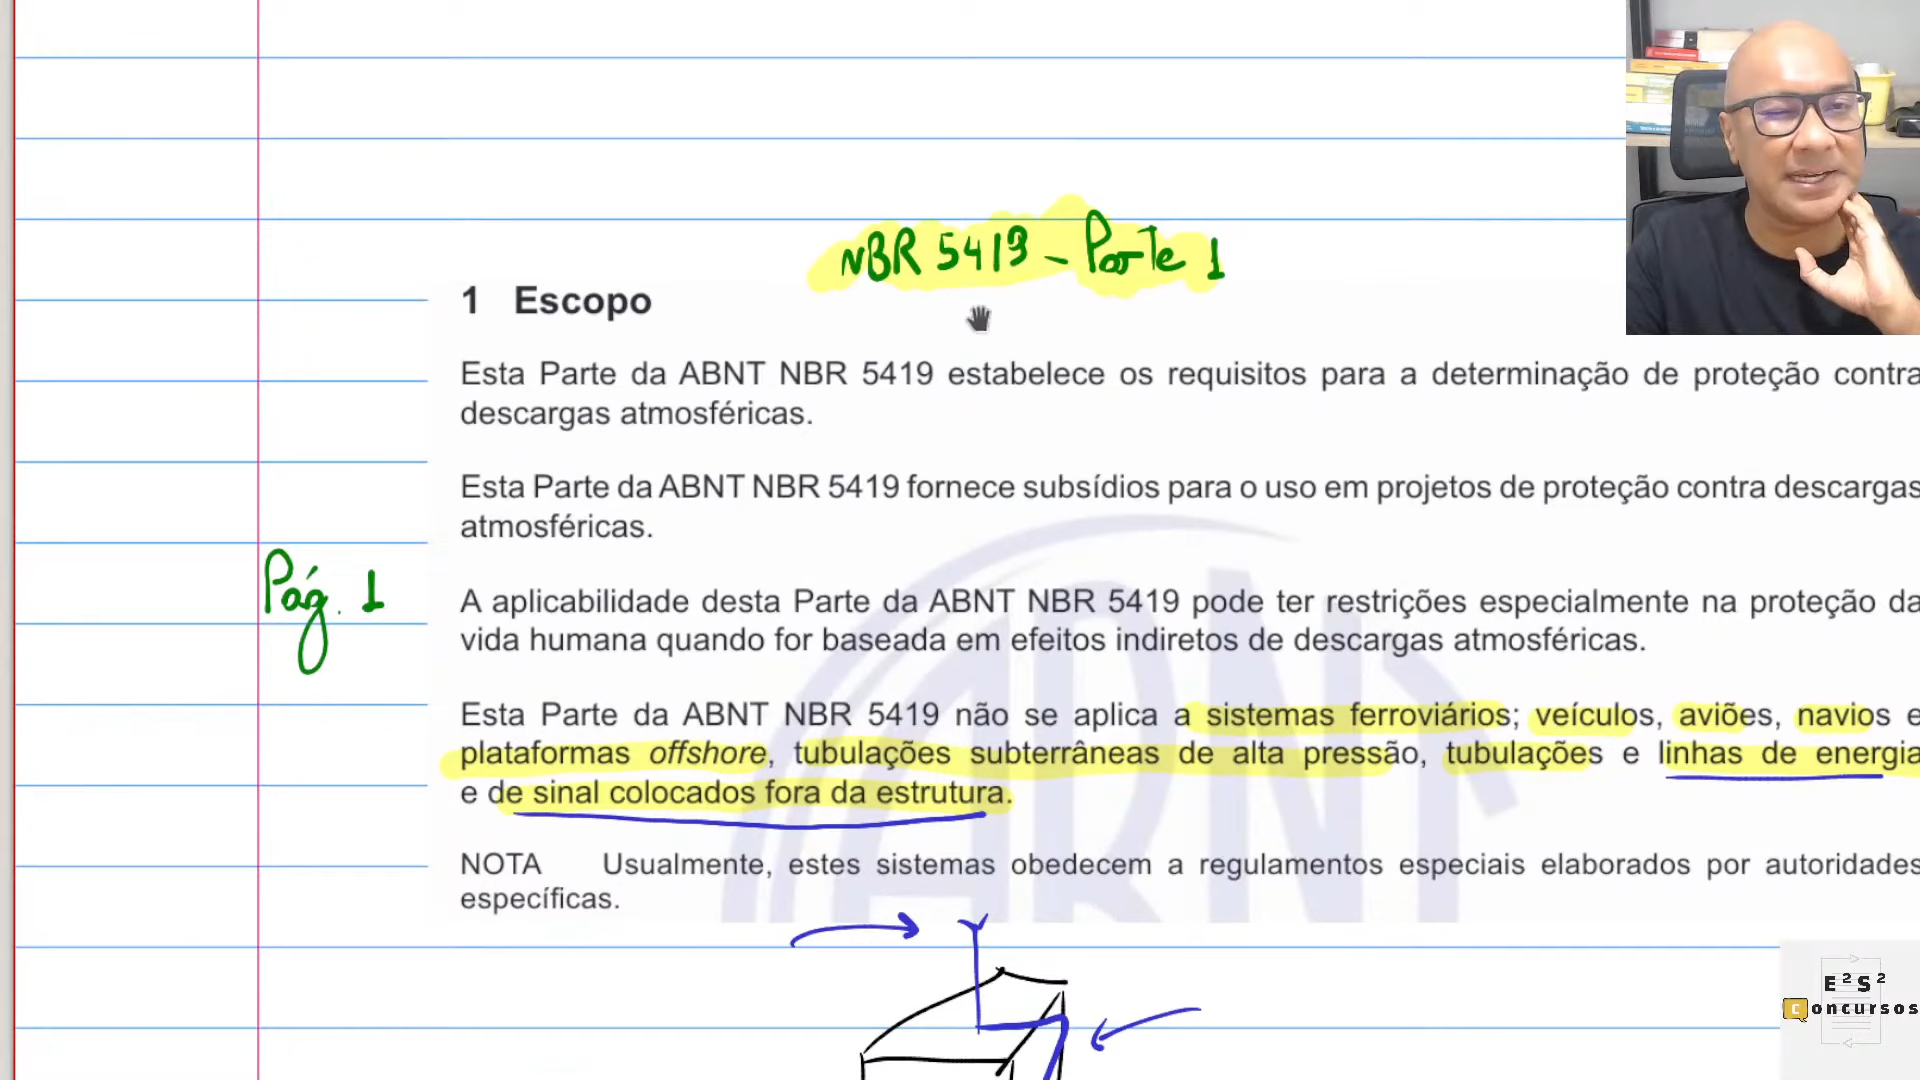 NBR 5419 - Parte 1
1 Escopo
Esta Parte da ABNT NBR 5419 estabelece os requisitos para a determinação de proteção contra
descargas atmosféricas.
Esta Parte da ABNT NBR 5419 fornece subsídios para o uso em projetos de proteção contra descargas
atmosféricas.
Pág. 1
A aplicabilidade desta Parte da ABNT NBR 5419 pode ter restrições especialmente na proteção da
vida humana quando for baseada em efeitos indiretos de descargas atmosféricas.
Esta Parte da ABNT NBR 5419 não se aplica a sistemas ferroviários; veículos, aviões, navios e
plataformas offshore, tubulações subterrâneas de alta pressão, tubulações e linhas de energia
e de sinal colocados fora da estrutura.
NOTA Usualmente, estes sistemas obedecem a regulamentos especiais elaborados por autoridades
específicas.
ABNT
E²S²
Concursos